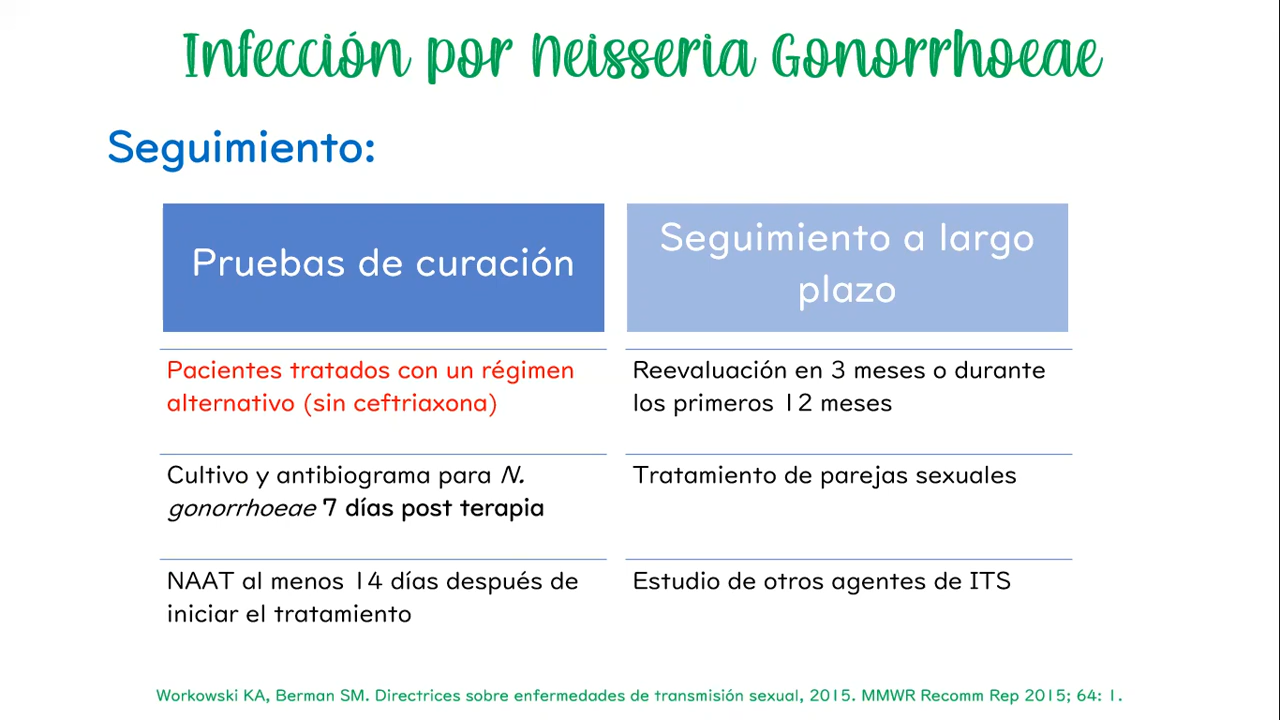 Infección por Neisseria Gonorrhoeae
Seguimiento:
Pruebas de curación
Pacientes tratados con un régimen
alternativo (sin ceftriaxona)
Cultivo y antibiograma para N.
gonorrhoeae 7 días post terapia
NAAT al menos 14 días después de
iniciar el tratamiento
Seguimiento a largo
plazo
Reevaluación en 3 meses o durante
los primeros 12 meses
Tratamiento de parejas sexuales
Estudio de otros agentes de ITS
Workowski KA, Berman SM. Directrices sobre enfermedades de transmisión sexual, 2015. MMWR Recomm Rep 2015; 64: 1.